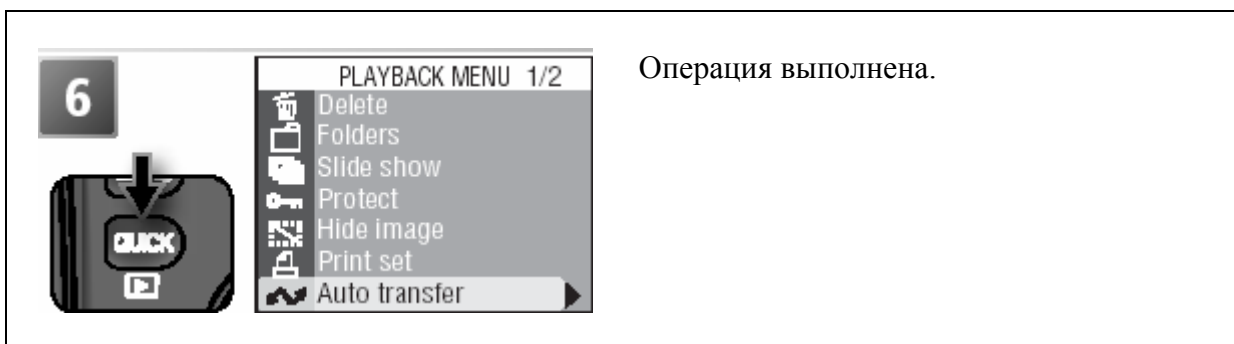 6
QUICK
PLAYBACK MENU 1/2
Delete
Folders
Slide show
Protect
Hide image
Print set
Auto transfer
Операция выполнена.